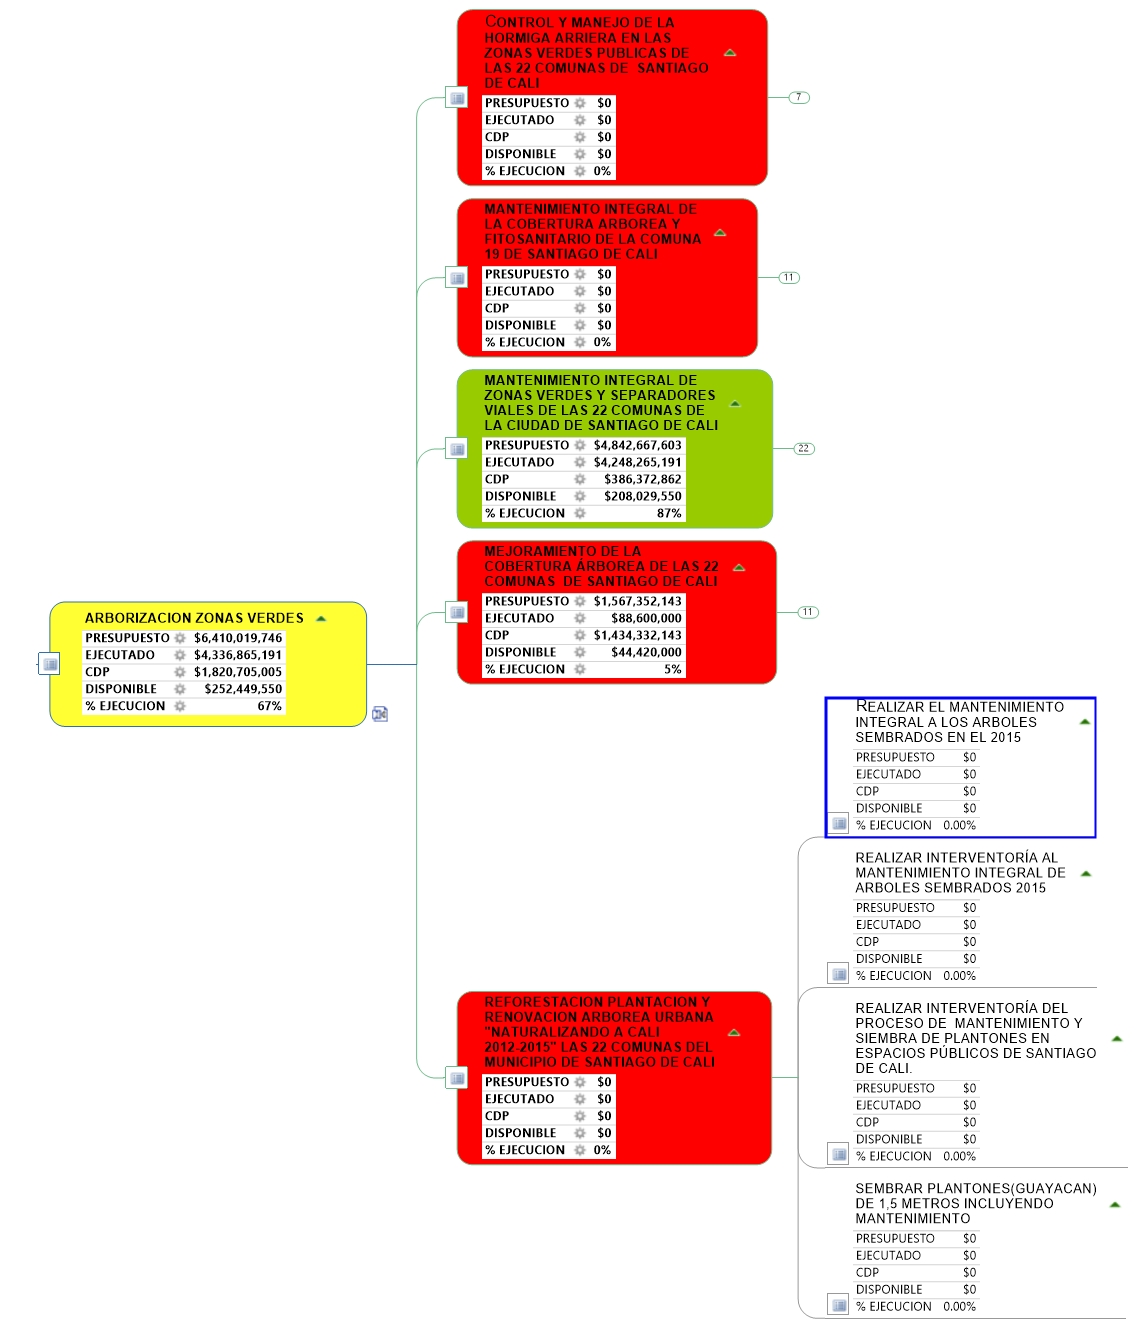 CONTROL Y MANEJO DE LA
HORMIGA ARRIERA EN LAS
ZONAS VERDES PUBLICAS DE
LAS 22 COMUNAS DE SANTIAGO
DE CALI
PRESUPUESTO $0
EJECUTADO $0
CDP $0
DISPONIBLE $0
% EJECUCION 0%
7
MANTENIMIENTO INTEGRAL DE
LA COBERTURA ARBOREA Y
FITOSANITARIO DE LA COMUNA
19 DE SANTIAGO DE CALI
PRESUPUESTO $0
EJECUTADO $0
CDP $0
DISPONIBLE $0
% EJECUCION 0%
11
MANTENIMIENTO INTEGRAL DE
ZONAS VERDES Y SEPARADORES
VIALES DE LAS 22 COMUNAS DE
LA CIUDAD DE SANTIAGO DE CALI
PRESUPUESTO $4,842,667,603
EJECUTADO $4,248,265,191
CDP $386,372,862
DISPONIBLE $208,029,550
% EJECUCION 87%
22
MEJORAMIENTO DE LA
COBERTURA ÁRBOREA DE LAS 22
COMUNAS DE SANTIAGO DE CALI
PRESUPUESTO $1,567,352,143
EJECUTADO $88,600,000
CDP $1,434,332,143
DISPONIBLE $44,420,000
% EJECUCION 5%
11
ARBORIZACION ZONAS VERDES
PRESUPUESTO $6,410,019,746
EJECUTADO $4,336,865,191
CDP $1,820,705,005
DISPONIBLE $252,449,550
% EJECUCION 67%
REFORESTACION PLANTACION Y
RENOVACION ARBOREA URBANA
"NATURALIZANDO A CALI
2012-2015" LAS 22 COMUNAS DEL
MUNICIPIO DE SANTIAGO DE CALI
PRESUPUESTO $0
EJECUTADO $0
CDP $0
DISPONIBLE $0
% EJECUCION 0%
REALIZAR EL MANTENIMIENTO
INTEGRAL A LOS ARBOLES
SEMBRADOS EN EL 2015
PRESUPUESTO $0
EJECUTADO $0
CDP $0
DISPONIBLE $0
% EJECUCION 0.00%
REALIZAR INTERVENTORÍA AL
MANTENIMIENTO INTEGRAL DE
ARBOLES SEMBRADOS 2015
PRESUPUESTO $0
EJECUTADO $0
CDP $0
DISPONIBLE $0
% EJECUCION 0.00%
REALIZAR INTERVENTORÍA DEL
PROCESO DE MANTENIMIENTO Y
SIEMBRA DE PLANTONES EN
ESPACIOS PÚBLICOS DE SANTIAGO
DE CALI.
PRESUPUESTO $0
EJECUTADO $0
CDP $0
DISPONIBLE $0
% EJECUCION 0.00%
SEMBRAR PLANTONES(GUAYACAN)
DE 1,5 METROS INCLUYENDO
MANTENIMIENTO
PRESUPUESTO $0
EJECUTADO $0
CDP $0
DISPONIBLE $0
% EJECUCION 0.00%